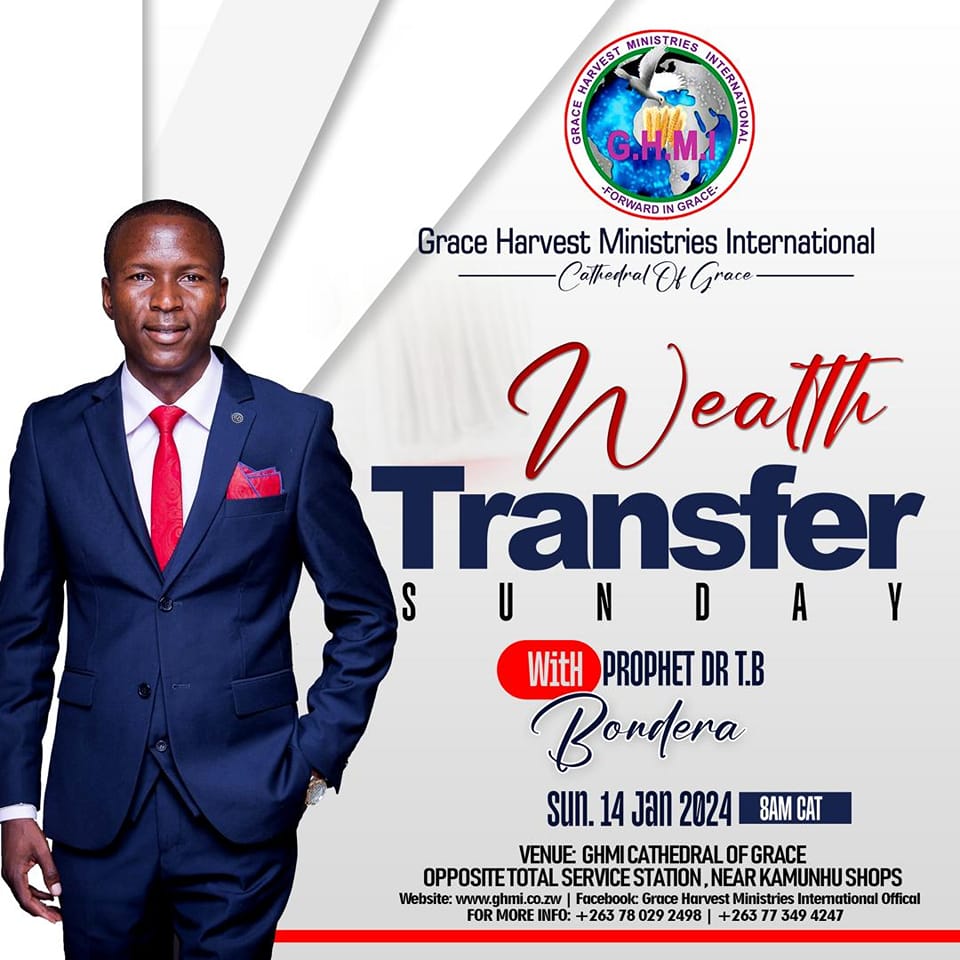 GRACE HARVEST MINISTRIES INTERNATIONAL
G.H.M.I
-FORWARD IN GRACE-
Grace Harvest Ministries International
Cathedral Of Grace
Wealth
Transfer
SUNDAY
WitH PROPHET DR T.B
Bondera
Sun. 14 Jan 2024 8AM CAT
VENUE: GHMI CATHEDRAL OF GRACE
OPPOSITE TOTAL SERVICE STATION , NEAR KAMUNHU SHOPS
Website: www.ghmi.co.zw | Facebook: Grace Harvest Ministries International Offical
FOR MORE INFO: +263 78 029 2498 | +263 77 349 4247